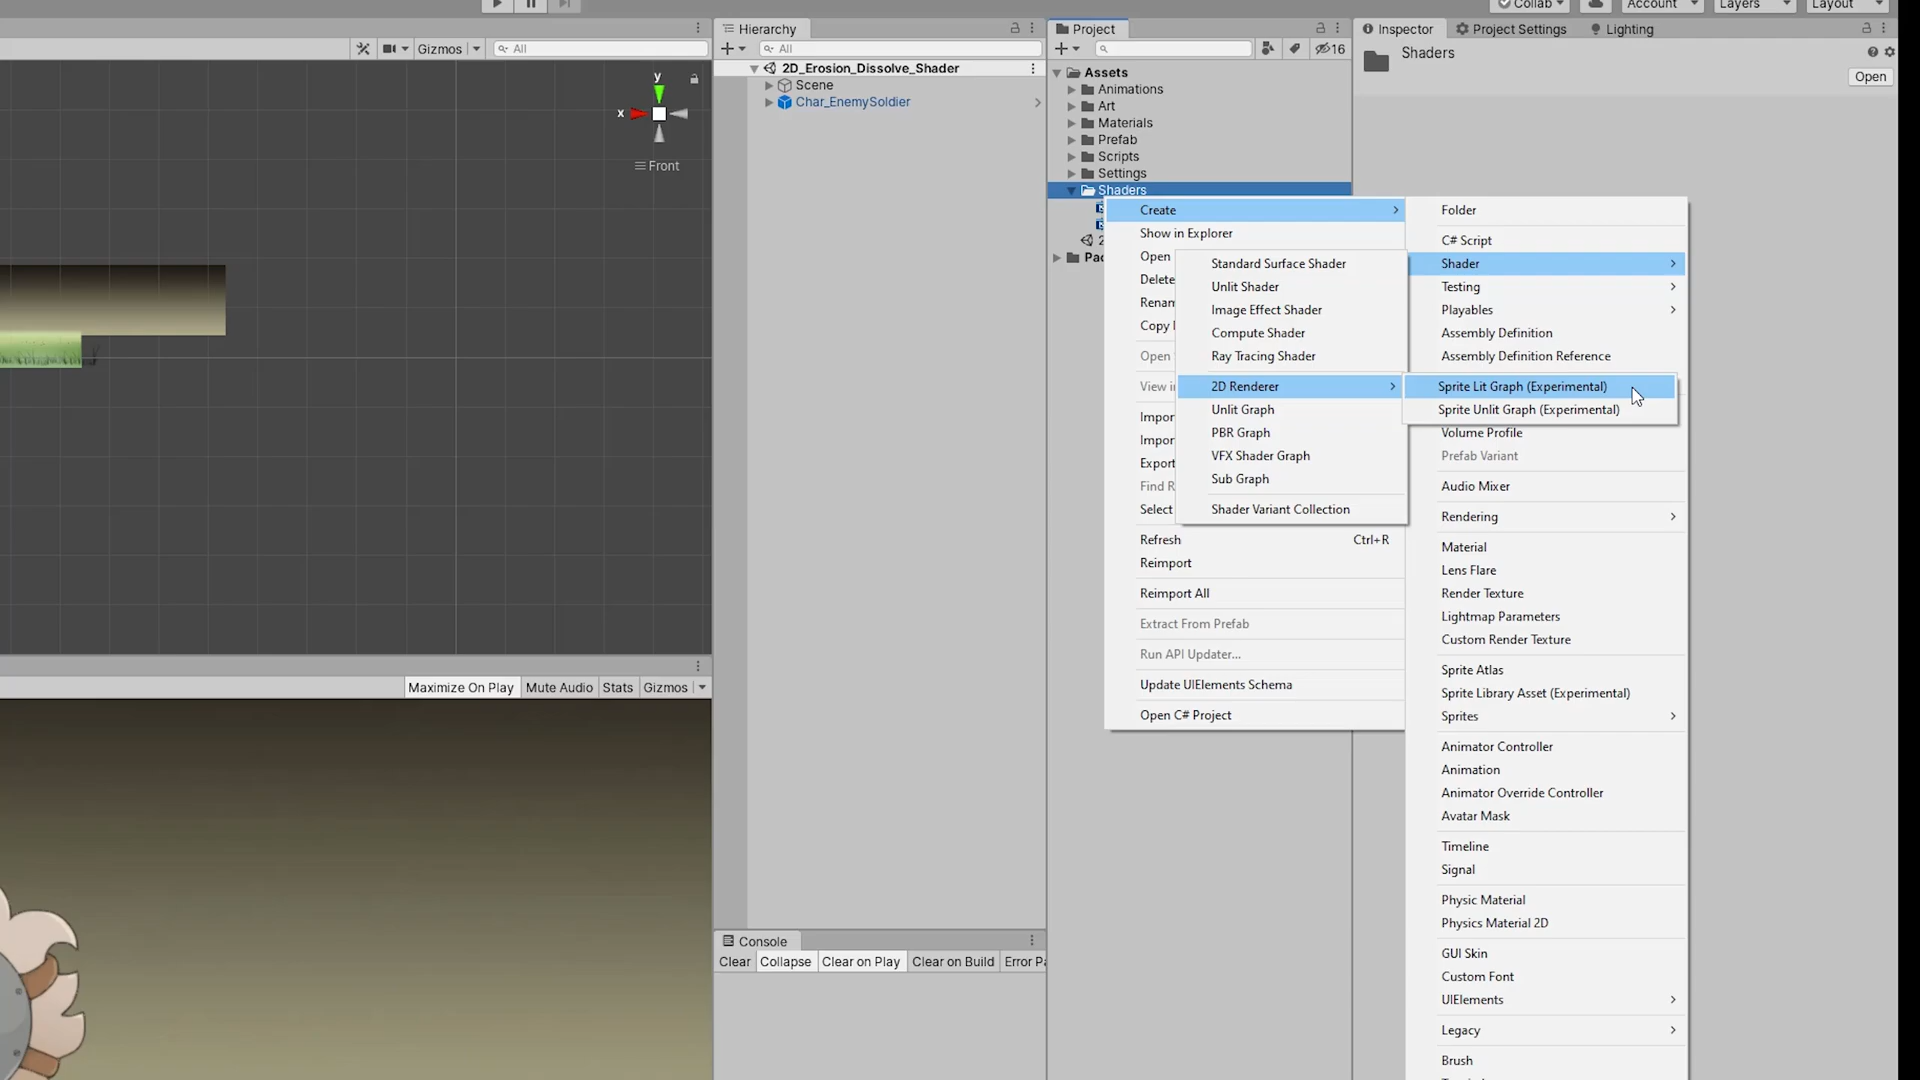 Collab
Account
Layers
Layout
Hierarchy
Project
Inspector
Project Settings
Lighting
Gizmos
All
All
16
Shaders
Open
2D_Erosion_Dissolve_Shader
Scene
Char_EnemySoldier
Assets
Animations
Art
Materials
Prefab
Scripts
Settings
Shaders
y
x
Front
Create
Show in Explorer
Open
Delete
Open
Select
Refresh Ctrl+R
Reimport
Reimport All
Extract From Prefab
Run API Updater...
Update UIElements Schema
Open C# Project
Standard Surface Shader
Unlit Shader
Image Effect Shader
Compute Shader
Ray Tracing Shader
2D Renderer
Unlit Graph
PBR Graph
VFX Shader Graph
Sub Graph
Shader Variant Collection
Folder
C# Script
Shader
Testing
Playables
Assembly Definition
Assembly Definition Reference
Sprite Lit Graph (Experimental)
Sprite Unlit Graph (Experimental)
Volume Profile
Prefab Variant
Audio Mixer
Rendering
Material
Lens Flare
Render Texture
Lightmap Parameters
Custom Render Texture
Sprite Atlas
Sprite Library Asset (Experimental)
Sprites
Animator Controller
Animation
Animator Override Controller
Avatar Mask
Timeline
Signal
Physic Material
Physics Material 2D
GUI Skin
Custom Font
UIElements
Legacy
Brush
Maximize On Play Mute Audio Stats Gizmos
Console
Clear Collapse Clear on Play Clear on Build Error